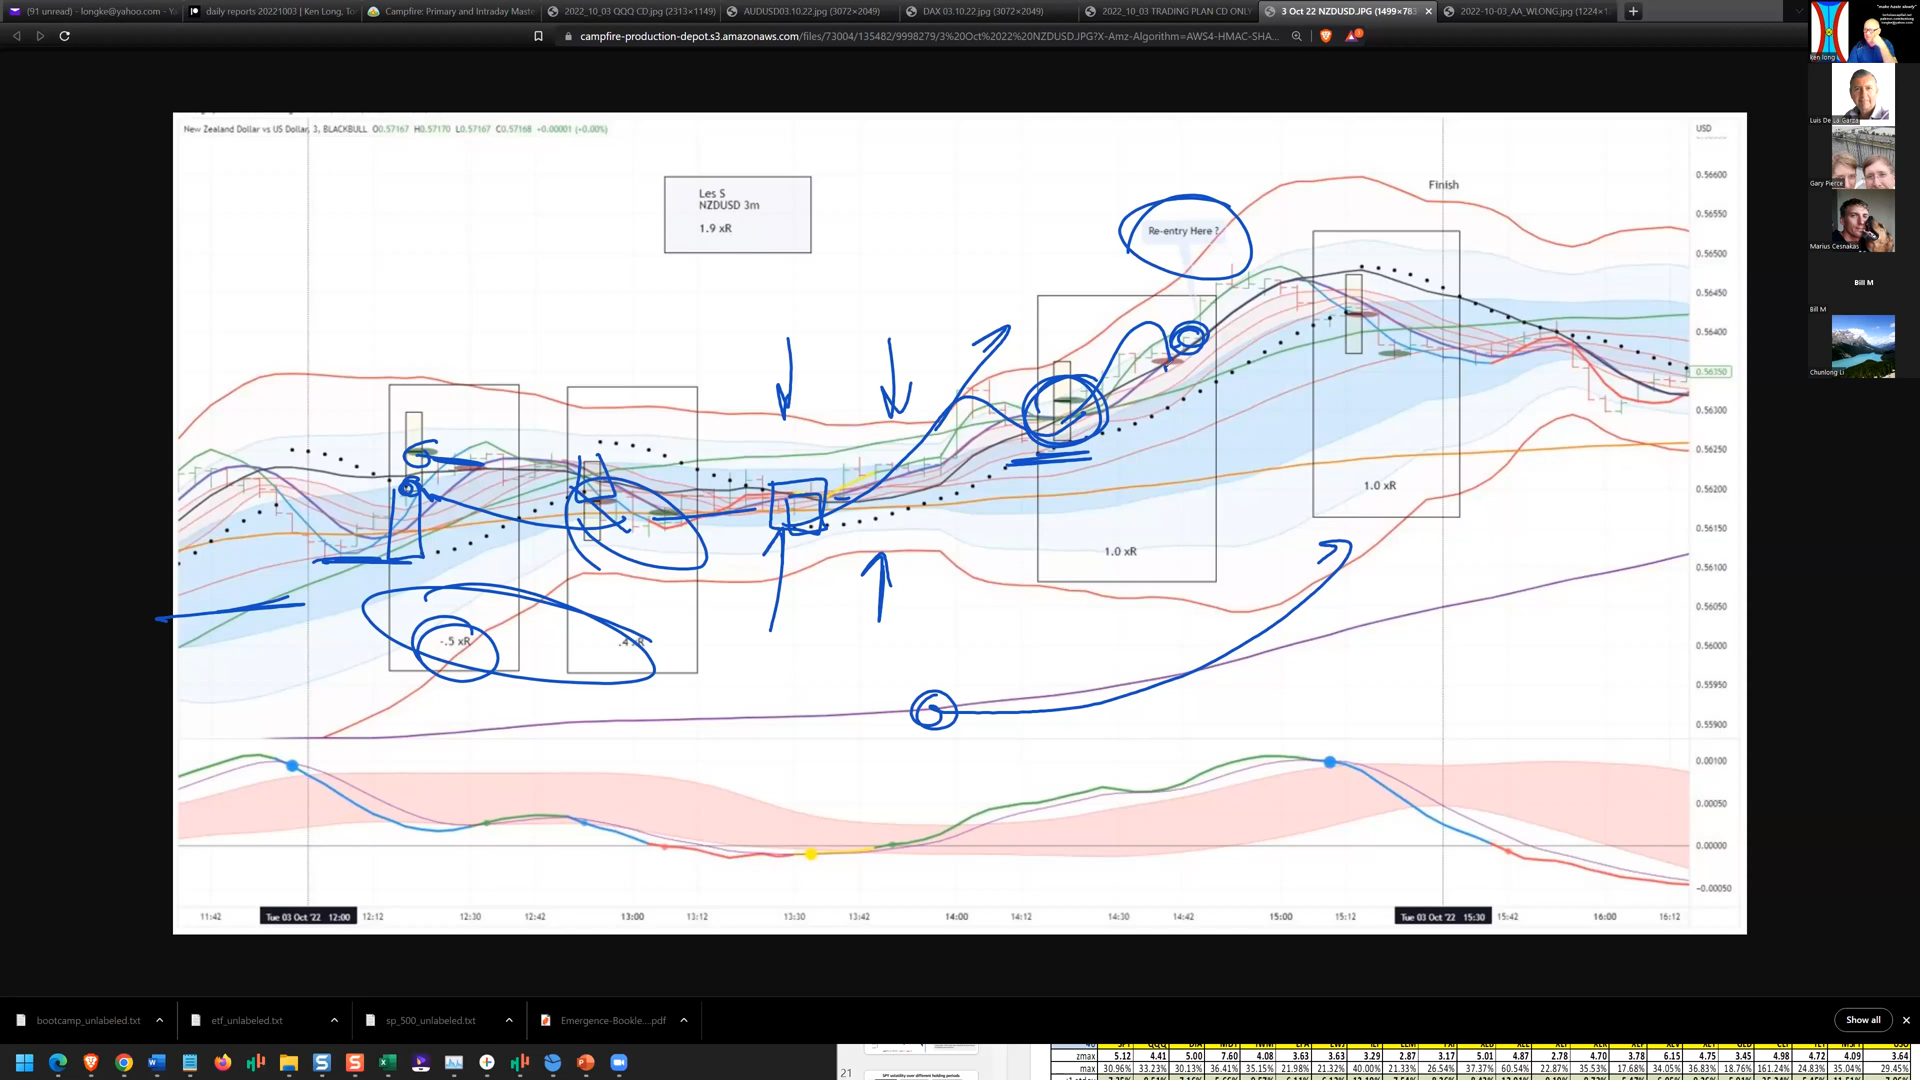 (91 unread) - longke@yahoo.com - Y
daily reports 20221003 | Ken Long, To
Campfire: Primary and Intraday Maste
2022_10_03 QQQ CD.jpg (2313×1149)
AUDUSD03.10.22.jpg (3072×2049)
DAX 03.10.22.jpg (3072×2049)
2022_10_03 TRADING PLAN CD ONLY
3 Oct 22 NZDUSD.JPG (1499×783
2022-10-03_AA_WLONG.jpg (1224×1
campfire-production-depot.s3.amazonaws.com/files/73004/135482/9998279/3%20Oct%2022%20NZDUSD.JPG?X-Amz-Algorithm=AWS4-HMAC-SHA...
"make haste slowly"
ken long
Luis De La Garza
Gary Pierce
Marius Cesnakas
Bill M
Bill M
Chunlong Li
New Zealand Dollar vs US Dollar, 3, BLACKBULL O0.57167 H0.57170 L0.57167 C0.57168 +0.00001 (+0.00%)
USD
Les S
NZDUSD 3m
1.9 xR
Re-entry Here ?
Finish
-.5 xR
.4 xR
1.0 xR
1.0 xR
0.56600
0.56550
0.56500
0.56450
0.56400
0.56350
0.56300
0.56250
0.56200
0.56150
0.56100
0.56050
0.56000
0.55950
0.55900
0.00100
0.00050
0.00000
-0.00050
11:42 Tue 03 Oct '22 12:00 12:12 12:30 12:42 13:00 13:12 13:30 13:42 14:00 14:12 14:30 14:42 15:00 15:12 Tue 03 Oct '22 15:30 15:42 16:00 16:12
bootcamp_unlabeled.txt
etf_unlabeled.txt
sp_500_unlabeled.txt
Emergence-Bookle....pdf
Show all
21
SPY volatility over different holding periods
zmax 5.12 4.41 5.00 7.60 4.08 3.63 3.63 3.29 2.87 3.17 5.01 4.87 2.78 4.70 3.78 6.15 4.75 3.45 4.98 4.72 4.09 3.64
max 30.96% 33.23% 30.13% 36.41% 35.15% 21.98% 21.32% 40.00% 21.33% 26.54% 37.37% 60.54% 22.87% 35.53% 17.68% 34.05% 36.83% 18.76% 161.24% 24.83% 35.04% 29.45%